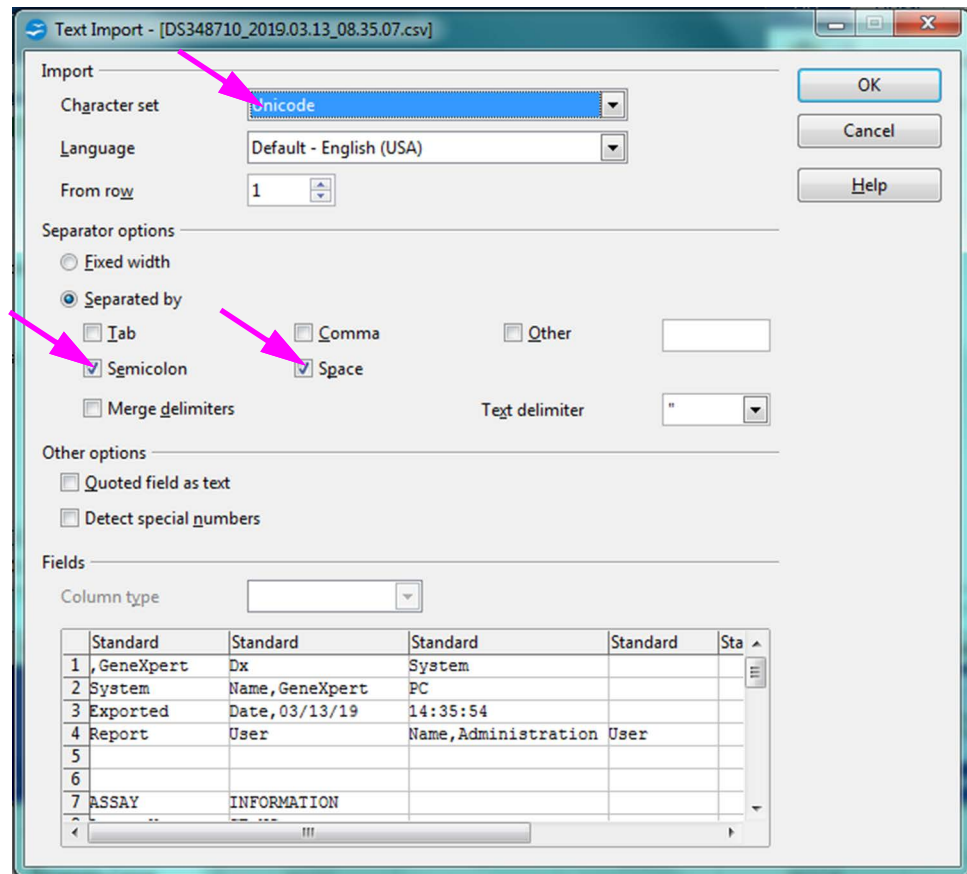 Text Import - [DS348710_2019.03.13_08.35.07.csv]
Import
OK
Character set Unicode
Cancel
Language Default - English (USA)
Help
From row 1
Separator options
Fixed width
Separated by
Tab Comma Other
Semicolon Space
Merge delimiters Text delimiter "
Other options
Quoted field as text
Detect special numbers
Fields
Column type
Standard Standard Standard Standard Sta
1 ,GeneXpert Dx System
2 System Name,GeneXpert PC
3 Exported Date,03/13/19 14:35:54
4 Report User Name,Administration User
5
6
7 ASSAY INFORMATION